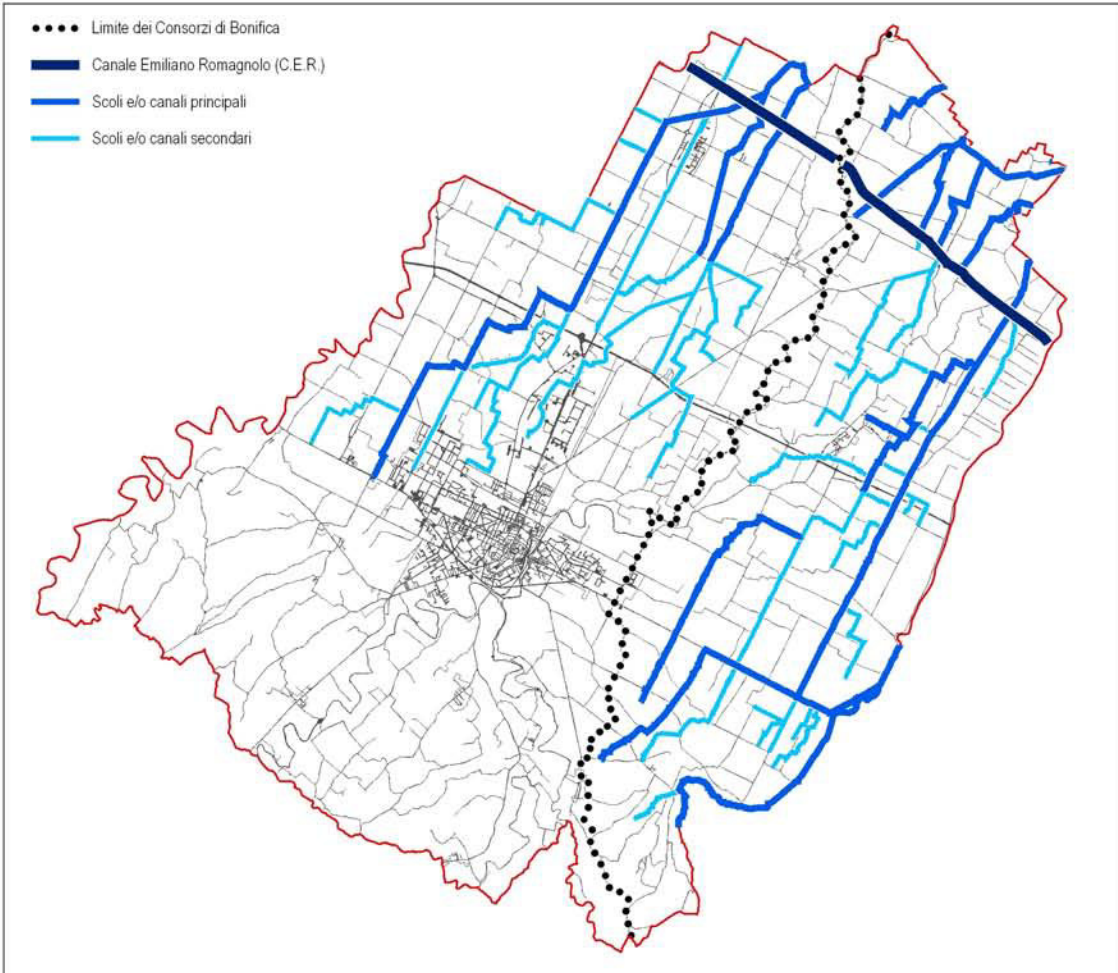 Limite dei Consorzi di Bonifica
Canale Emiliano Romagnolo (C.E.R.)
Scoli e/o canali principali
Scoli e/o canali secondari